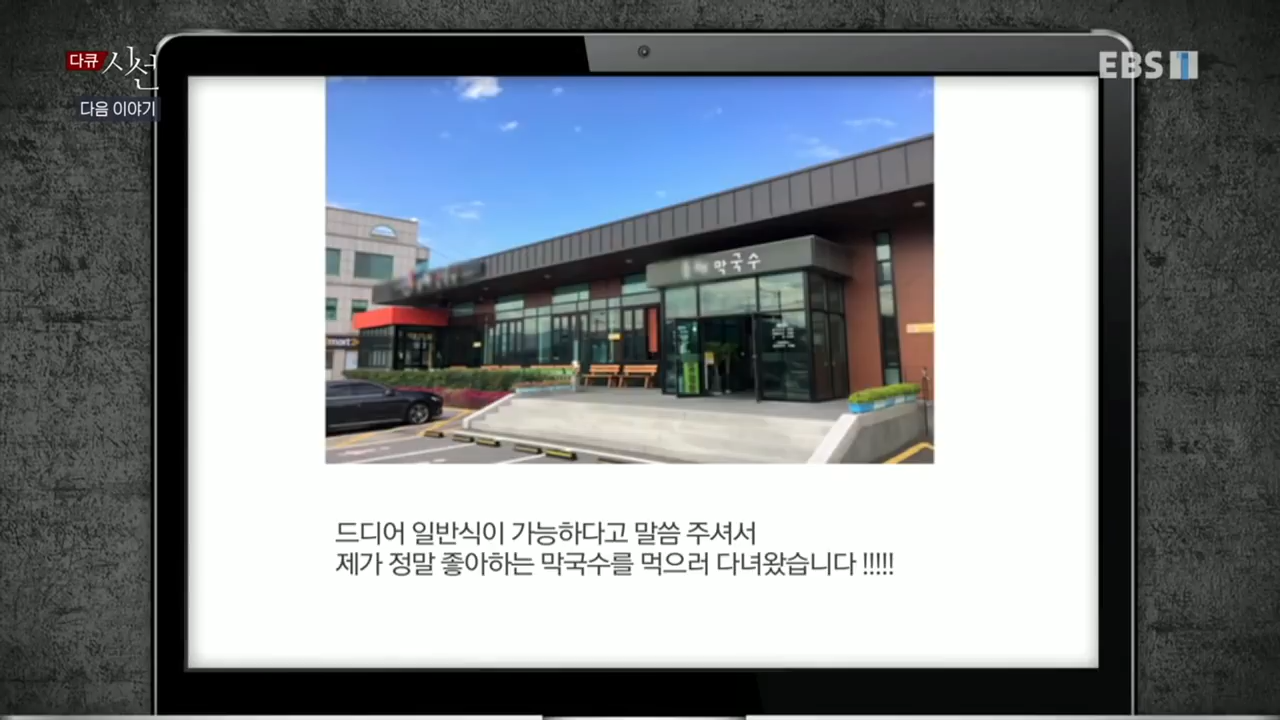 다큐 시선
다음 이야기
EBS 1
막국수
mart
드디어 일반식이 가능하다고 말씀 주셔서
제가 정말 좋아하는 막국수를 먹으러 다녀왔습니다 !!!!!